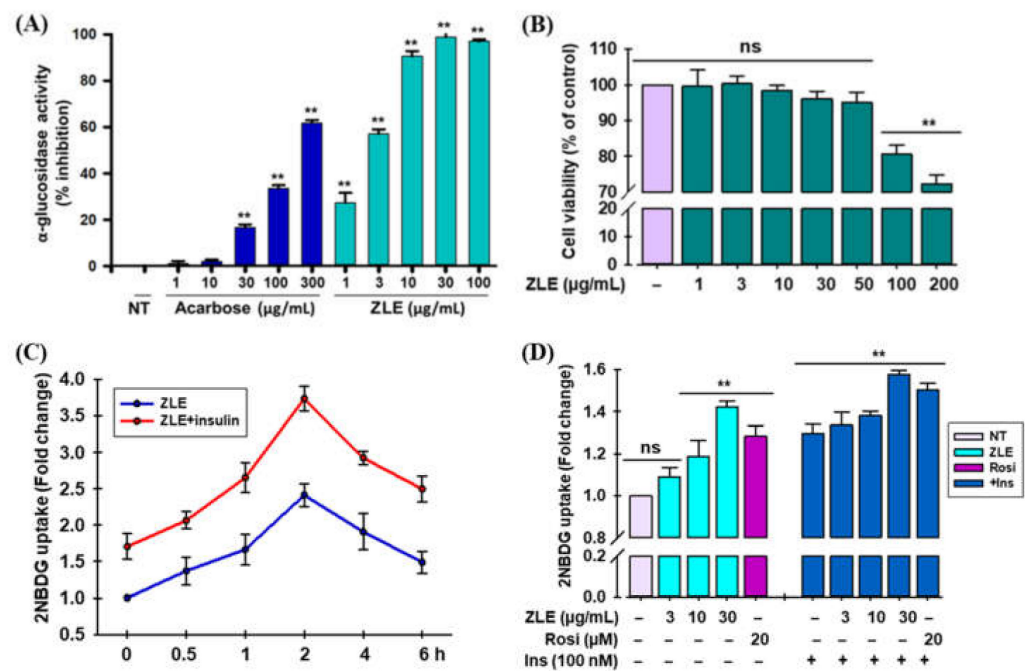 (A)
α-glucosidase activity
(% inhibition)
100
80
60
40
20
0
**
**
**
**
**
**
**
**
1 10 30 100 300 1 3 10 30 100
NT Acarbose (µg/mL) ZLE (µg/mL)
(B)
Cell viability (% of control)
110
100
90
80
70
20
10
0
ns
**
ZLE (µg/mL) – 1 3 10 30 50 100 200
(C)
2NBDG uptake (Fold change)
4.0
3.5
3.0
2.5
2.0
1.5
1.0
0.5
ZLE
ZLE+insulin
0 0.5 1 2 4 6 h
(D)
2NBDG uptake (Fold change)
1.6
1.4
1.2
1.0
0.8
0.2
0.0
ns
**
**
NT
ZLE
Rosi
+Ins
ZLE (µg/mL) – 3 10 30 – – 3 10 30 –
Rosi (µM) – – – – 20 – – – – 20
Ins (100 nM) – – – – – + + + + +